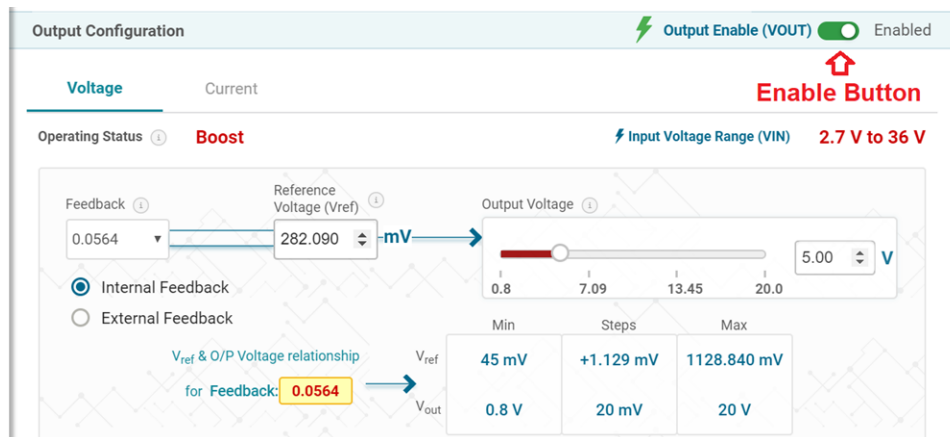 Output Configuration
Output Enable (VOUT) Enabled
Enable Button
Voltage Current
Operating Status i Boost
Input Voltage Range (VIN) 2.7 V to 36 V
Feedback i
Reference
Voltage (Vref) i
Output Voltage i
0.0564
282.090 mV
5.00 V
0.8 7.09 13.45 20.0
Internal Feedback
External Feedback
Min Steps Max
Vref & O/P Voltage relationship
for Feedback: 0.0564
Vref 45 mV +1.129 mV 1128.840 mV
Vout 0.8 V 20 mV 20 V